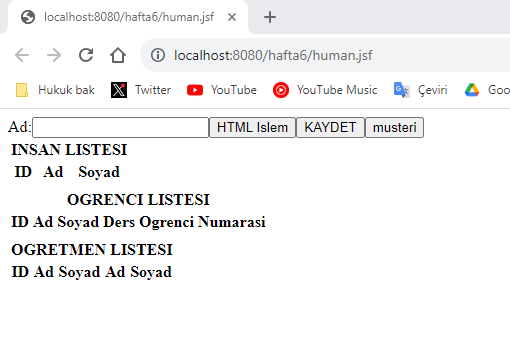 localhost:8080/hafta6/human.jsf
localhost:8080/hafta6/human.jsf
Hukuk bak Twitter YouTube YouTube Music Çeviri Goo
Ad: HTML Islem KAYDET musteri
INSAN LISTESI
ID Ad Soyad
OGRENCI LISTESI
ID Ad Soyad Ders Ogrenci Numarasi
OGRETMEN LISTESI
ID Ad Soyad Ad Soyad